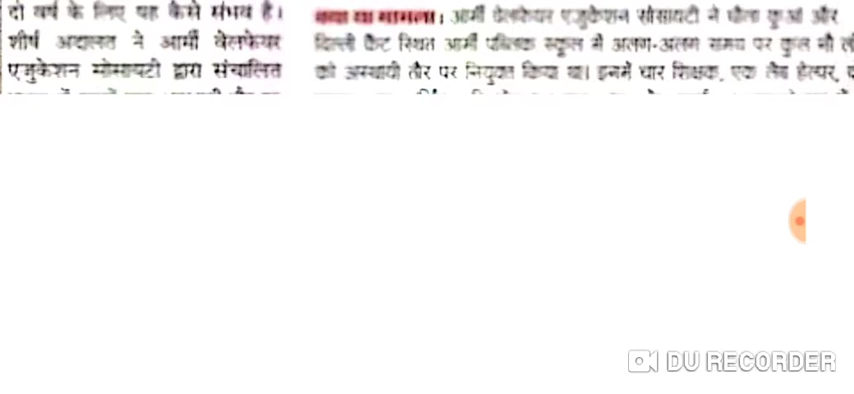 दो वर्ष के लिए यह कैसे संभव है।
शीर्ष अदालत ने आर्मी वेलफेयर
एजुकेशन सोसायटी द्वारा संचालित
क्या था मामला। आर्मी वेलफेयर एजुकेशन सोसायटी ने धौला कुआं और
दिल्ली कैंट स्थित आर्मी पब्लिक स्कूल में अलग-अलग समय पर कुल नौ
को अस्थायी तौर पर नियुक्त किया था। इनमें चार शिक्षक, एक लैब हेल्पर,
DU RECORDER